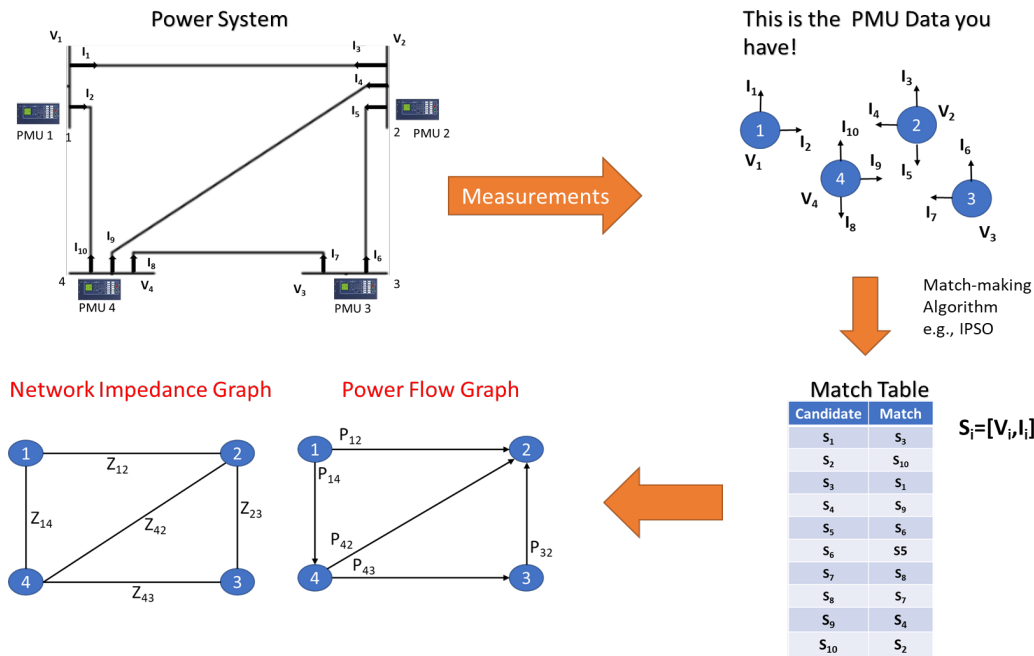 Power System
V1
V2
I1
I3
I4
I2
I5
PMU 1
1
2
PMU 2
I10
I9
I8
I7
I6
4
V4
V3
3
PMU 4
PMU 3
Measurements
This is the PMU Data you
have!
I1
1
I2
V1
I3
I4
2
V2
I5
I10
4
I9
V4
I8
I6
I7
3
V3
Match-making
Algorithm
e.g., IPSO
Match Table
Candidate Match
S1 S3
S2 S10
S3 S1
S4 S9
S5 S6
S6 S5
S7 S8
S8 S7
S9 S4
S10 S2
Si=[Vi,Ii]
Power Flow Graph
1
P12
2
P14
P42
P32
4
P43
3
Network Impedance Graph
1
Z12
2
Z14
Z42
Z23
4
Z43
3